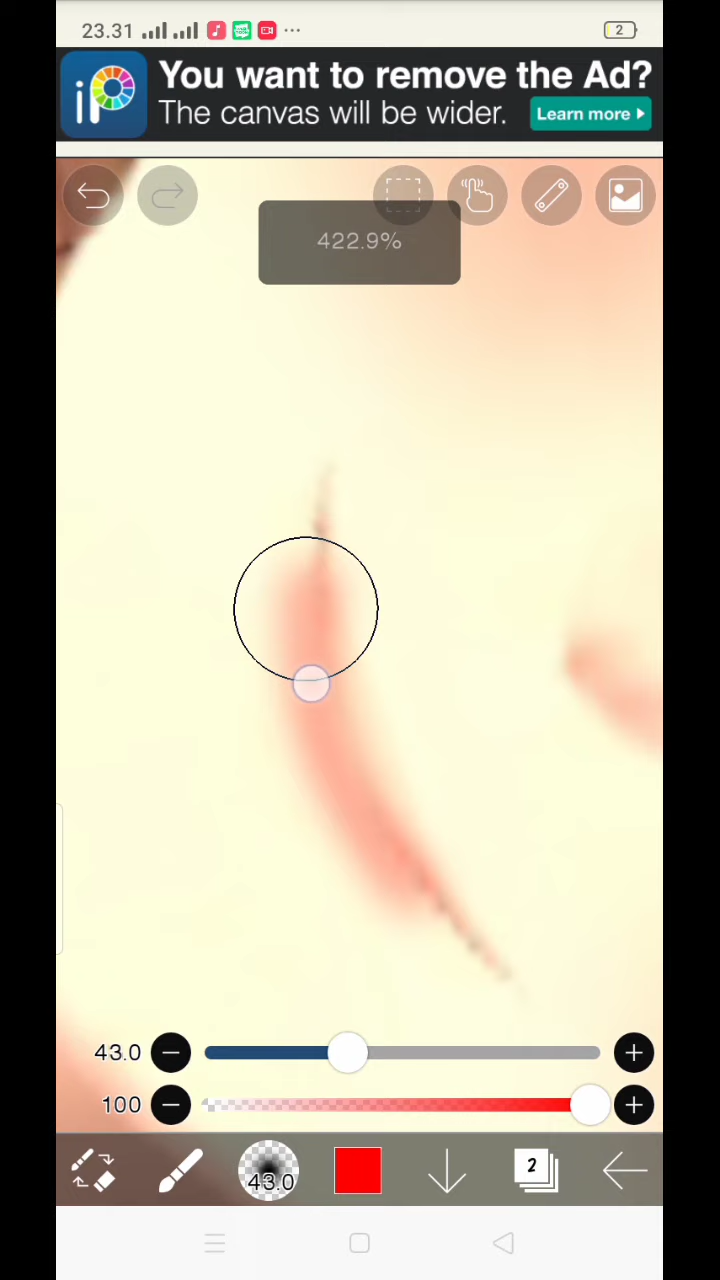 23.31
2
iP
You want to remove the Ad?
The canvas will be wider.
Learn more
422.9%
43.0
100
43.0
2